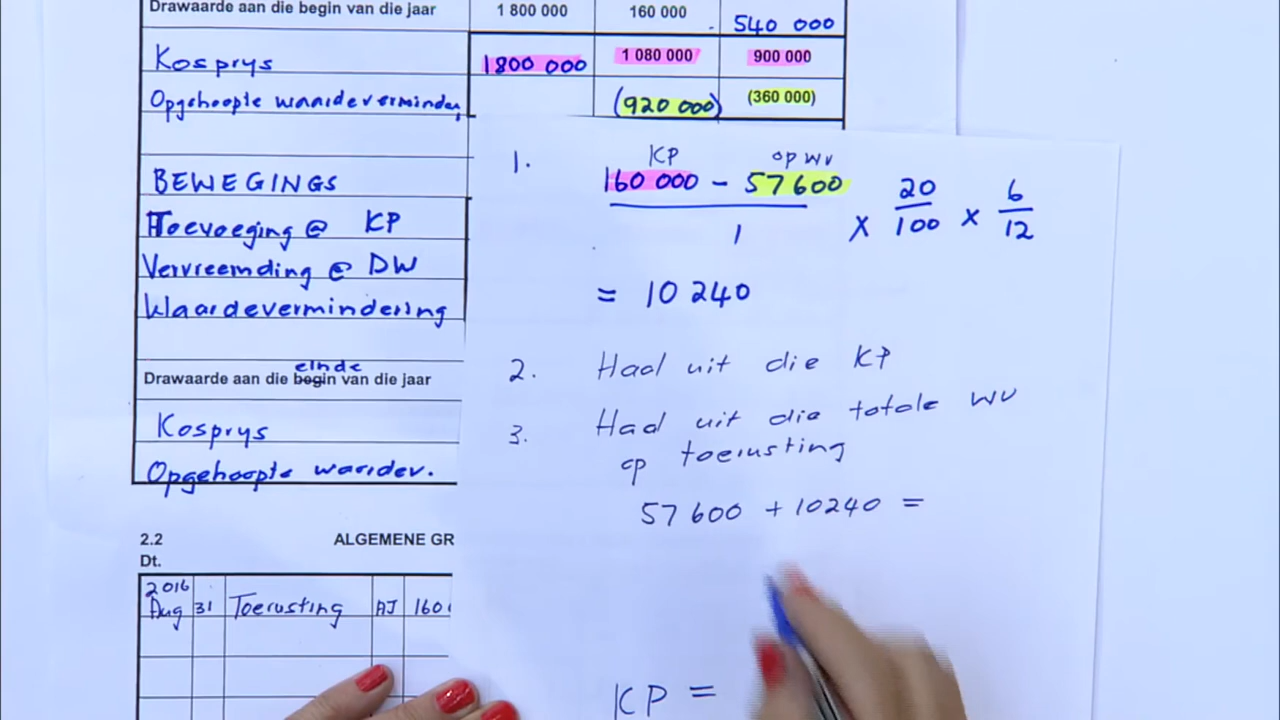 Drawaarde aan die begin van die jaar 1 800 000 160 000 540 000
Kosprys 1800 000 1 080 000 900 000
Opgehoopte waardeverminder (920 000) (360 000)
BEWEGINGS
Toevoeging @ KP
Vervreemding @ DW
Waardevermindering
einde
Drawaarde aan die begin van die jaar
Kosprys
Opgehoopte waardev.
2.2 ALGEMENE GR
Dt.
2016
Aug 31 Toerusting AJ 160
1. KP op WV
160 000 - 57 600
1 × 20/100 × 6/12
= 10 240
2. Haal uit die KP
3. Haal uit die totale WV
op toerusting
57 600 + 10240 =
KP =